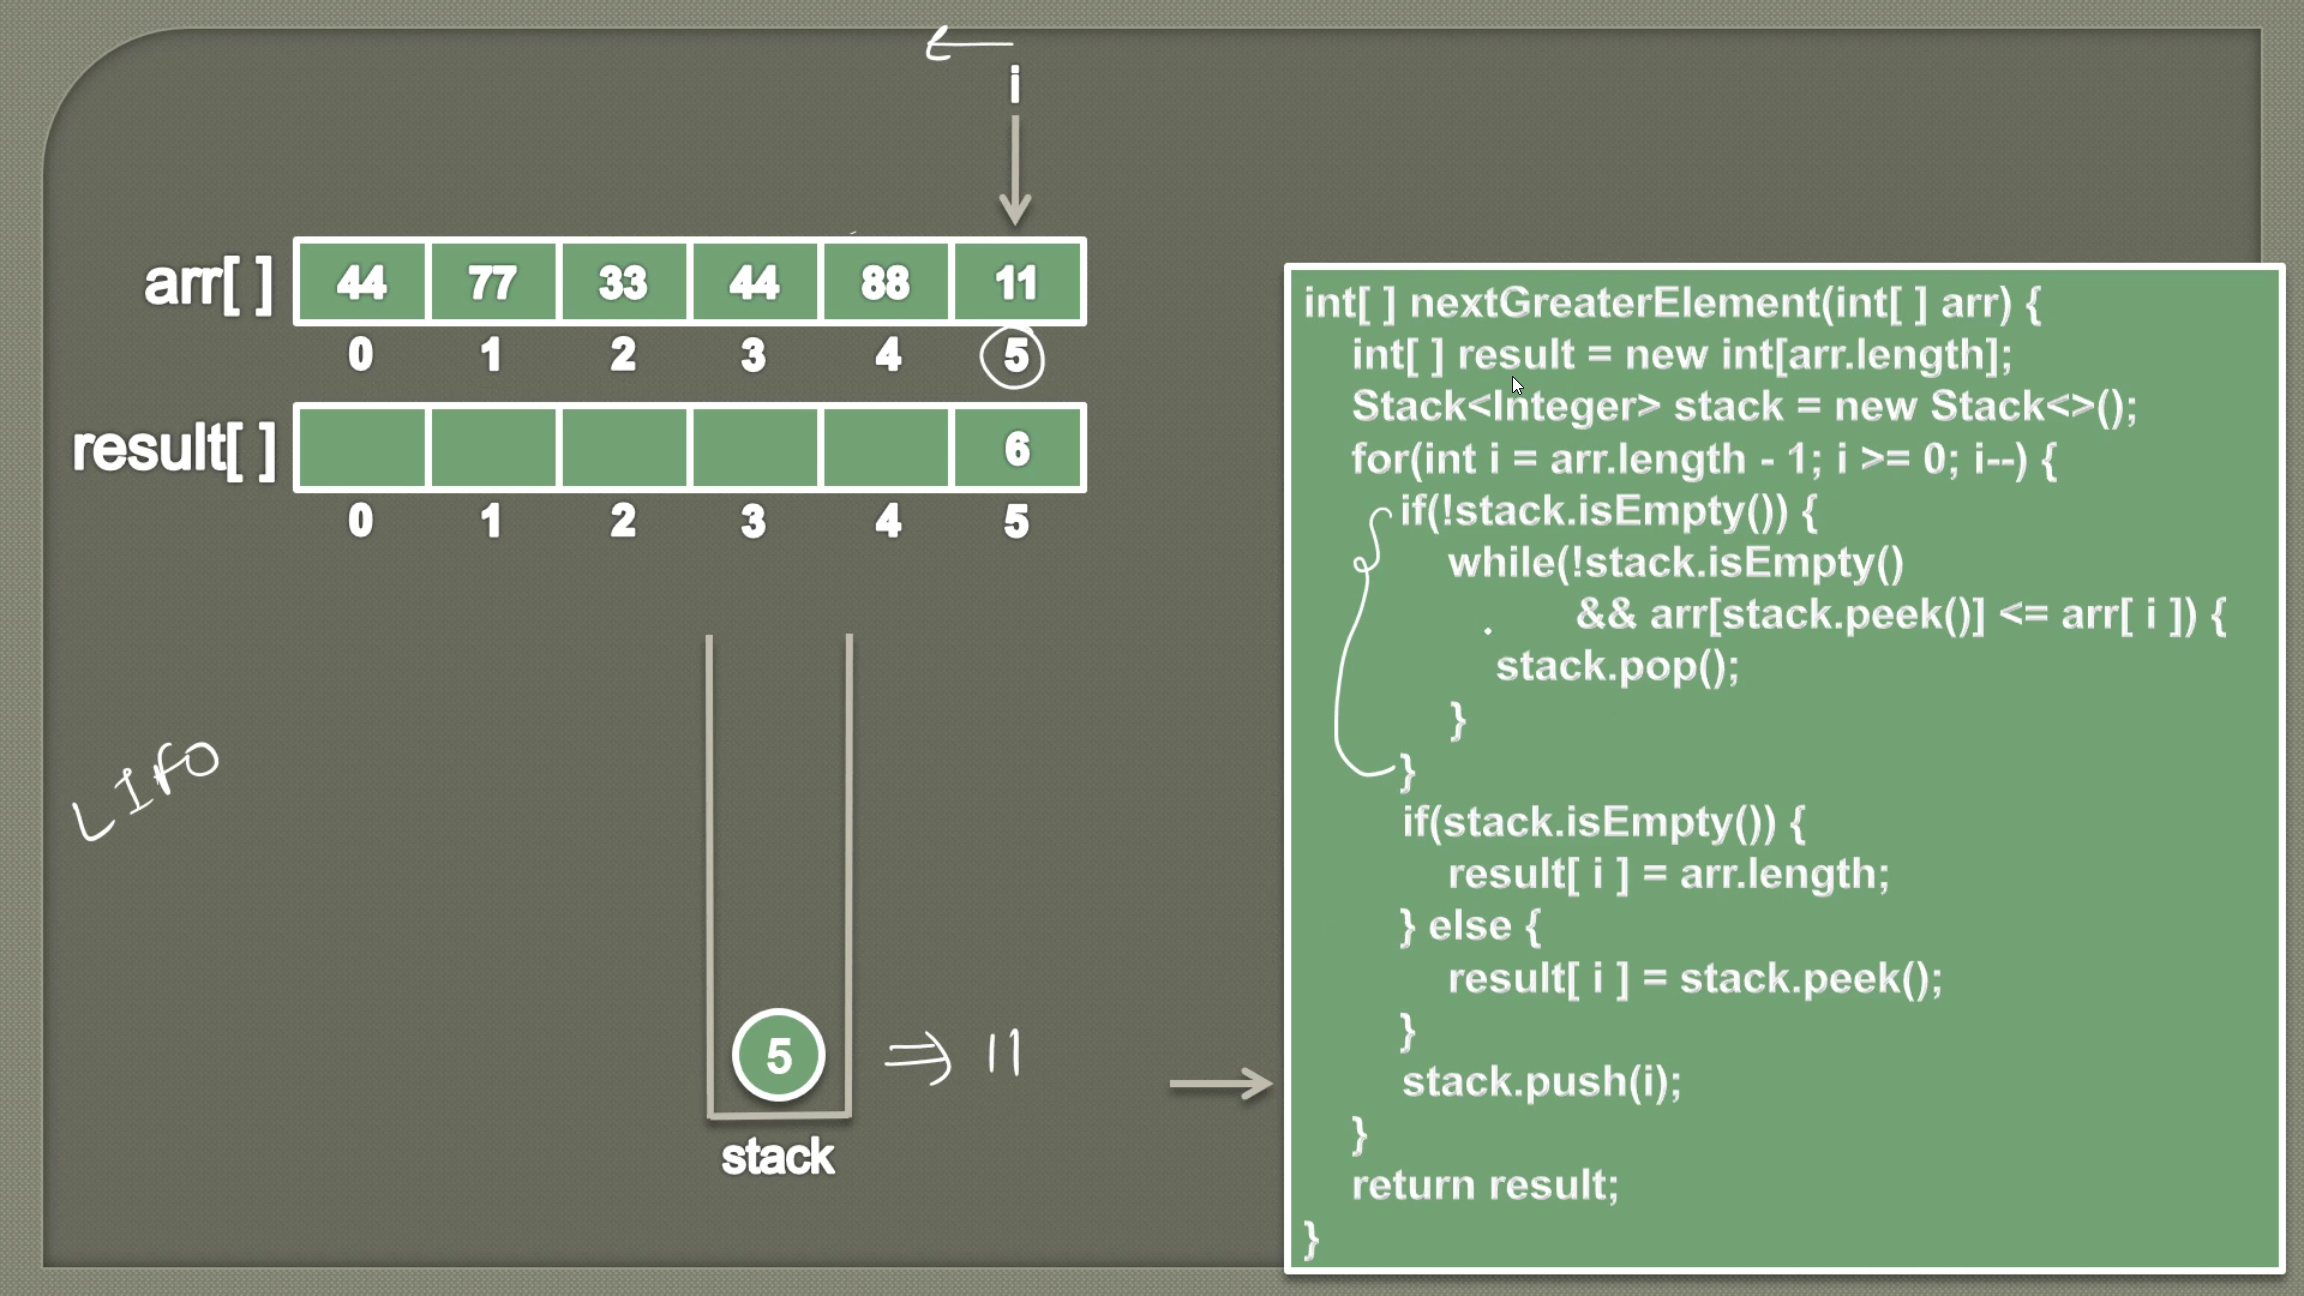 i
arr[ ] 44 77 33 44 88 11
0 1 2 3 4 5
result[ ] 6
0 1 2 3 4 5
LIFO
5 ⇒ 11
stack
int[ ] nextGreaterElement(int[ ] arr) {
int[ ] result = new int[arr.length];
Stack<Integer> stack = new Stack<>();
for(int i = arr.length - 1; i >= 0; i--) {
if(!stack.isEmpty()) {
while(!stack.isEmpty()
&& arr[stack.peek()] <= arr[ i ]) {
stack.pop();
}
}
if(stack.isEmpty()) {
result[ i ] = arr.length;
} else {
result[ i ] = stack.peek();
}
stack.push(i);
}
return result;
}